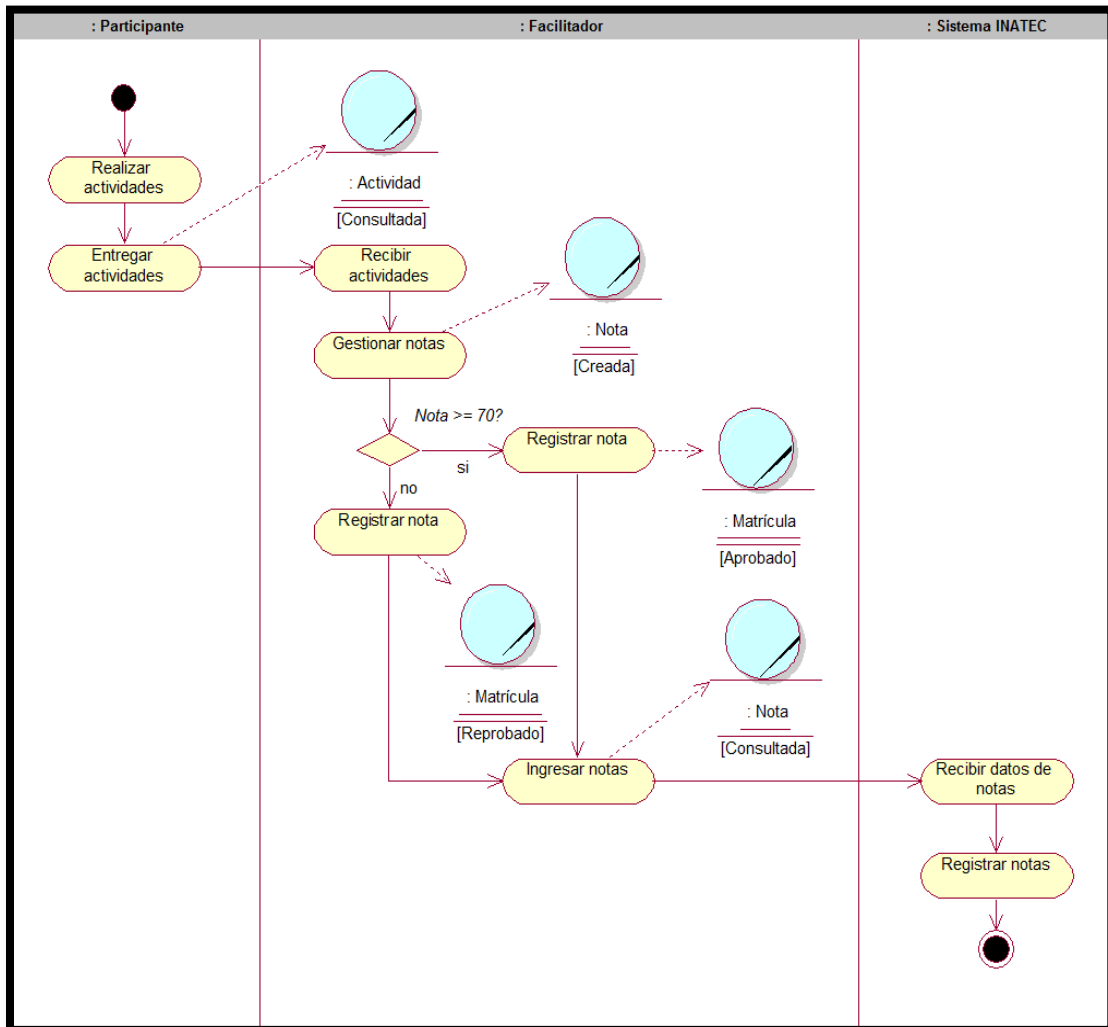 : Participante
: Facilitador
: Sistema INATEC
Realizar
actividades
: Actividad
[Consultada]
Entregar
actividades
Recibir
actividades
Gestionar notas
: Nota
[Creada]
Nota >= 70?
si
Registrar nota
no
Registrar nota
: Matrícula
[Aprobado]
: Matrícula
[Reprobado]
: Nota
[Consultada]
Ingresar notas
Recibir datos de
notas
Registrar notas